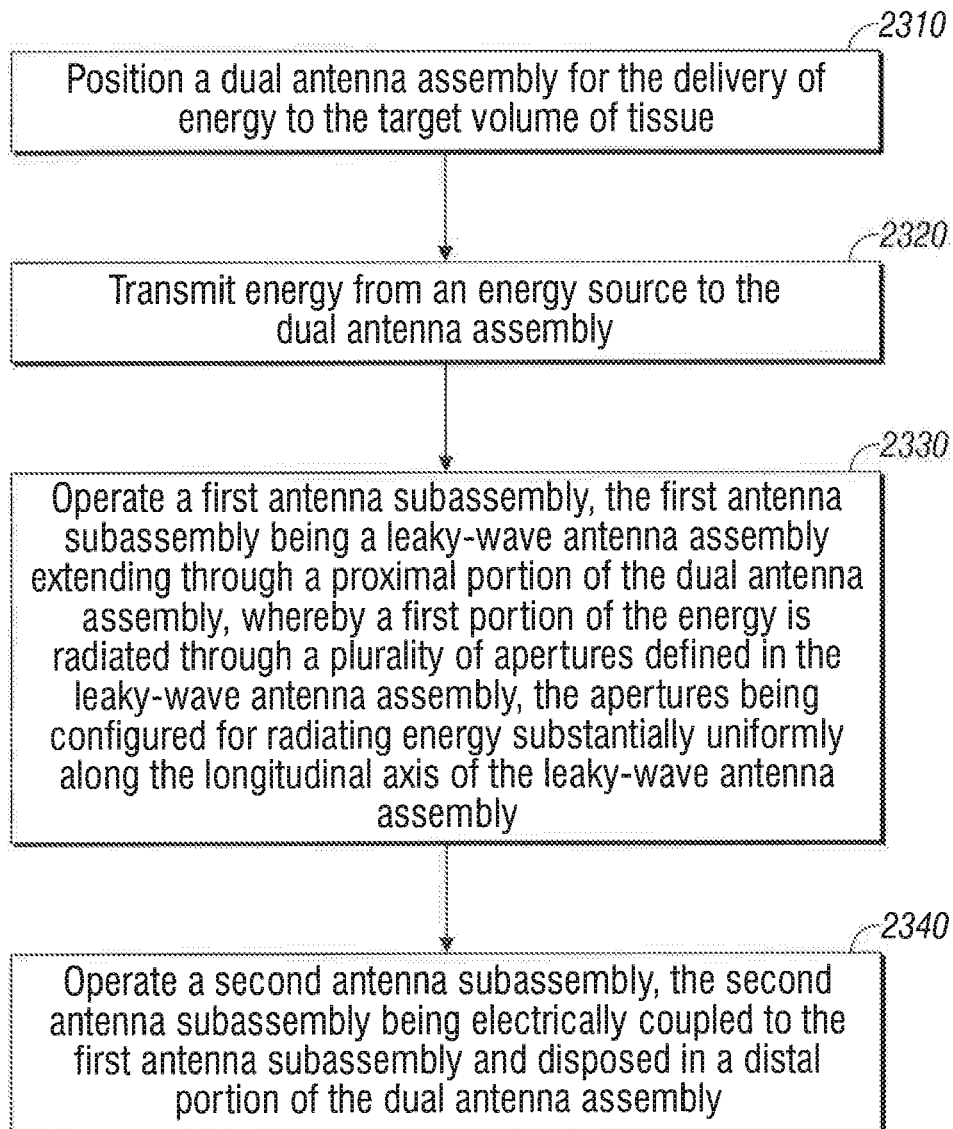 2310
Position a dual antenna assembly for the delivery of
energy to the target volume of tissue
2320
Transmit energy from an energy source to the
dual antenna assembly
2330
Operate a first antenna subassembly, the first antenna
subassembly being a leaky-wave antenna assembly
extending through a proximal portion of the dual antenna
assembly, whereby a first portion of the energy is
radiated through a plurality of apertures defined in the
leaky-wave antenna assembly, the apertures being
configured for radiating energy substantially uniformly
along the longitudinal axis of the leaky-wave antenna
assembly
2340
Operate a second antenna subassembly, the second
antenna subassembly being electrically coupled to the
first antenna subassembly and disposed in a distal
portion of the dual antenna assembly